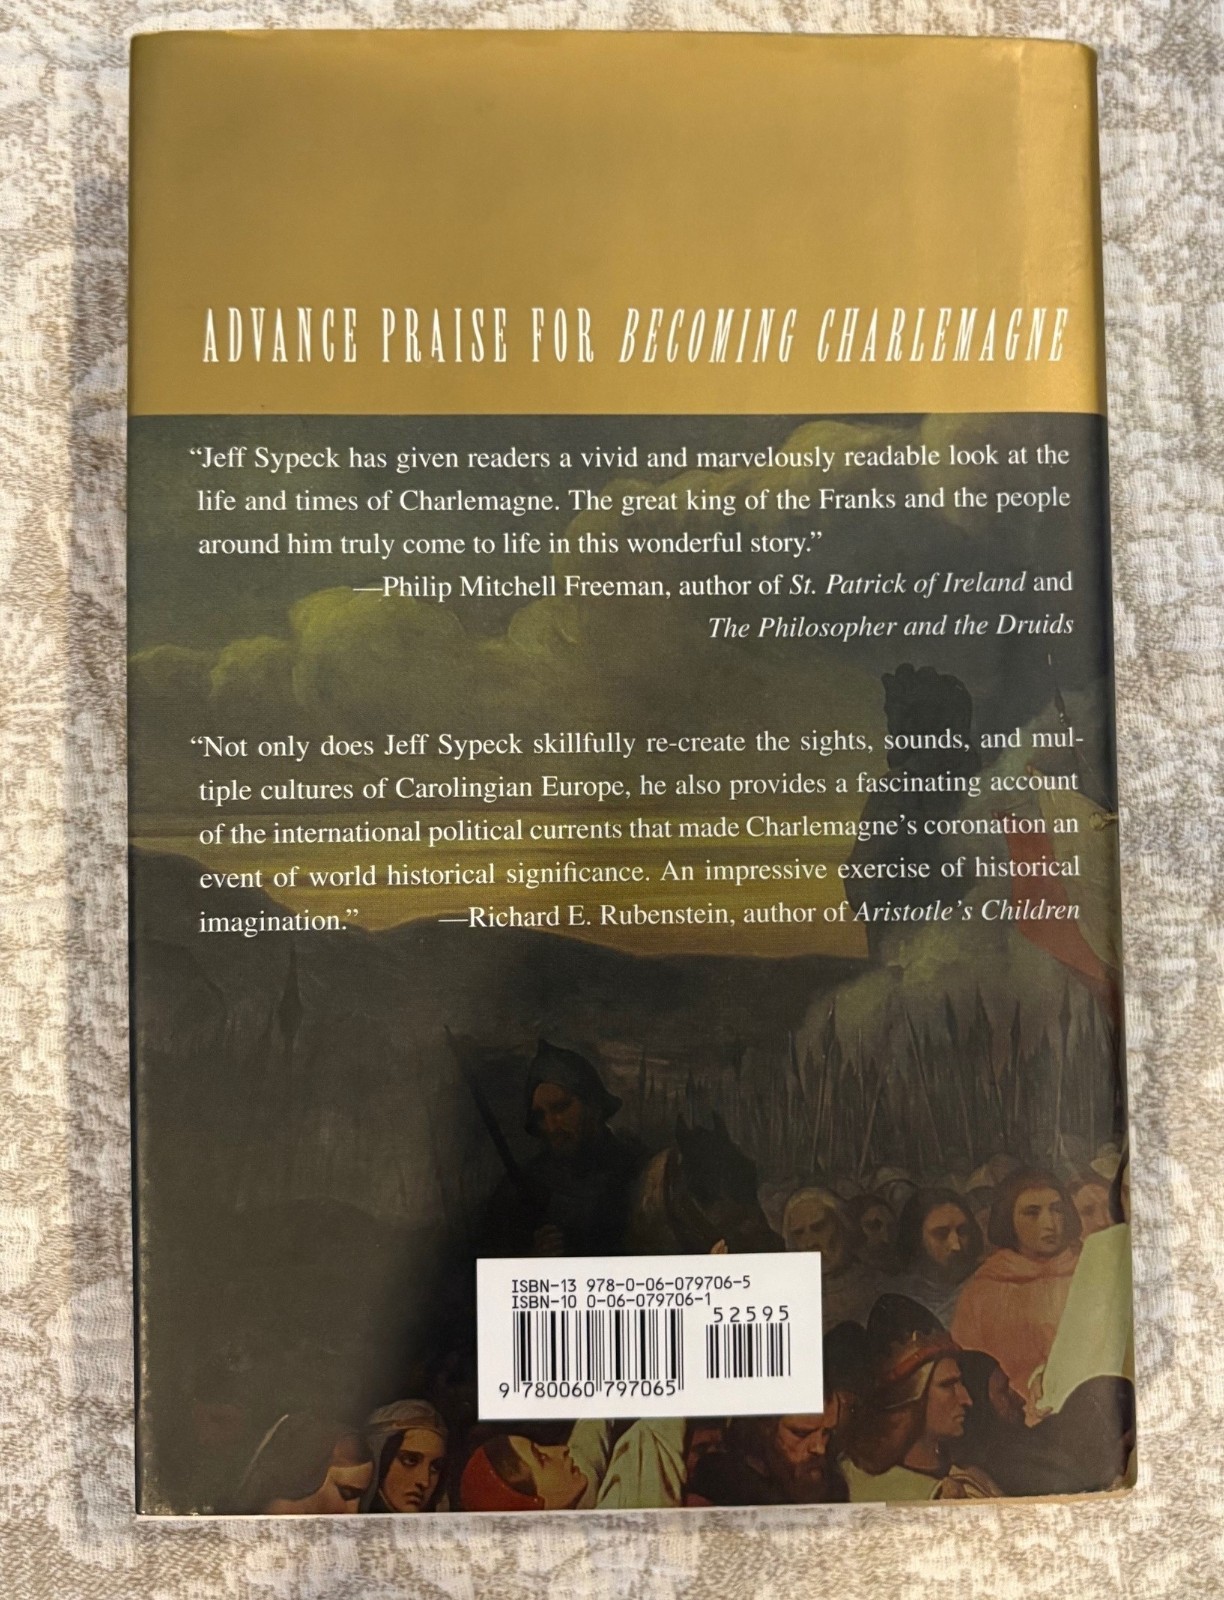 ADVANCE PRAISE FOR BECOMING CHARLEMAGNE
“Jeff Sypeck has given readers a vivid and marvelously readable look at the
life and times of Charlemagne. The great king of the Franks and the people
around him truly come to life in this wonderful story.”
—Philip Mitchell Freeman, author of St. Patrick of Ireland and
The Philosopher and the Druids
“Not only does Jeff Sypeck skillfully re-create the sights, sounds, and mul-
tiple cultures of Carolingian Europe, he also provides a fascinating account
of the international political currents that made Charlemagne’s coronation an
event of world historical significance. An impressive exercise of historical
imagination.” —Richard E. Rubenstein, author of Aristotle’s Children
ISBN-13 978-0-06-079706-5
ISBN-10 0-06-079706-1
52595
9 780060 797065